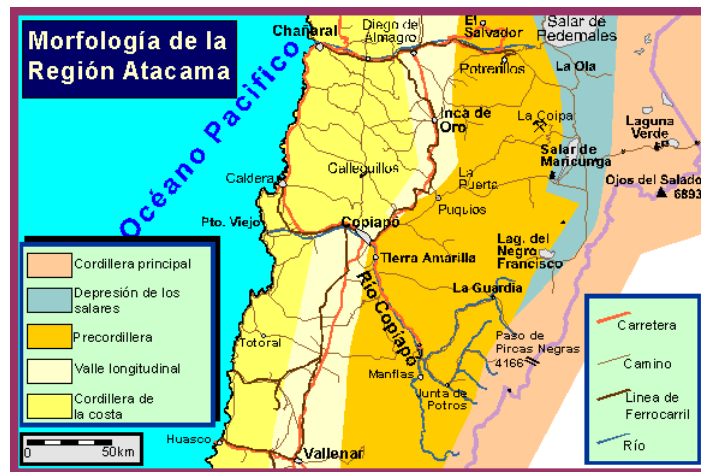 Morfología de la
Región Atacama
Océano Pacífico
Chañaral
Diego de
Almagro
El
Salvador
Salar de
Pedernales
Potrerillos
La Ola
Inca de
Oro
La Coipa
Laguna
Verde
Salar de
Maricunga
Galleguillos
Caldera
La
Puerta
Ojos del Salado
6893
Puquios
Pto. Viejo
Copiapó
Tierra Amarilla
Lag. del
Negro
Francisco
Río Copiapó
La Guardia
Totoral
Paso de
Pircas Negras
4166
Manflas
Junta de
Potros
Huasco
Vallenar
Cordillera principal
Depresión de los
salares
Precordillera
Valle longitudinal
Cordillera de
la costa
0
50km
Carretera
Camino
Linea de
Ferrocarril
Río